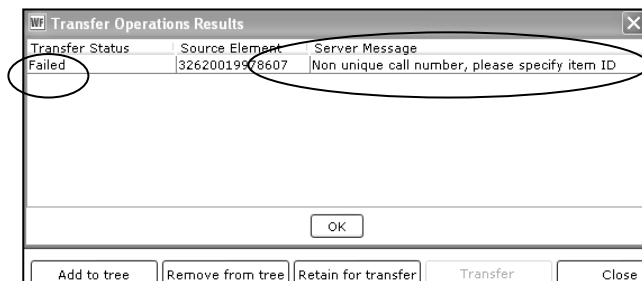 WF Transfer Operations Results
Transfer Status Source Element Server Message
Failed 32620019978607 Non unique call number, please specify item ID
OK
Add to tree Remove from tree Retain for transfer Transfer Close